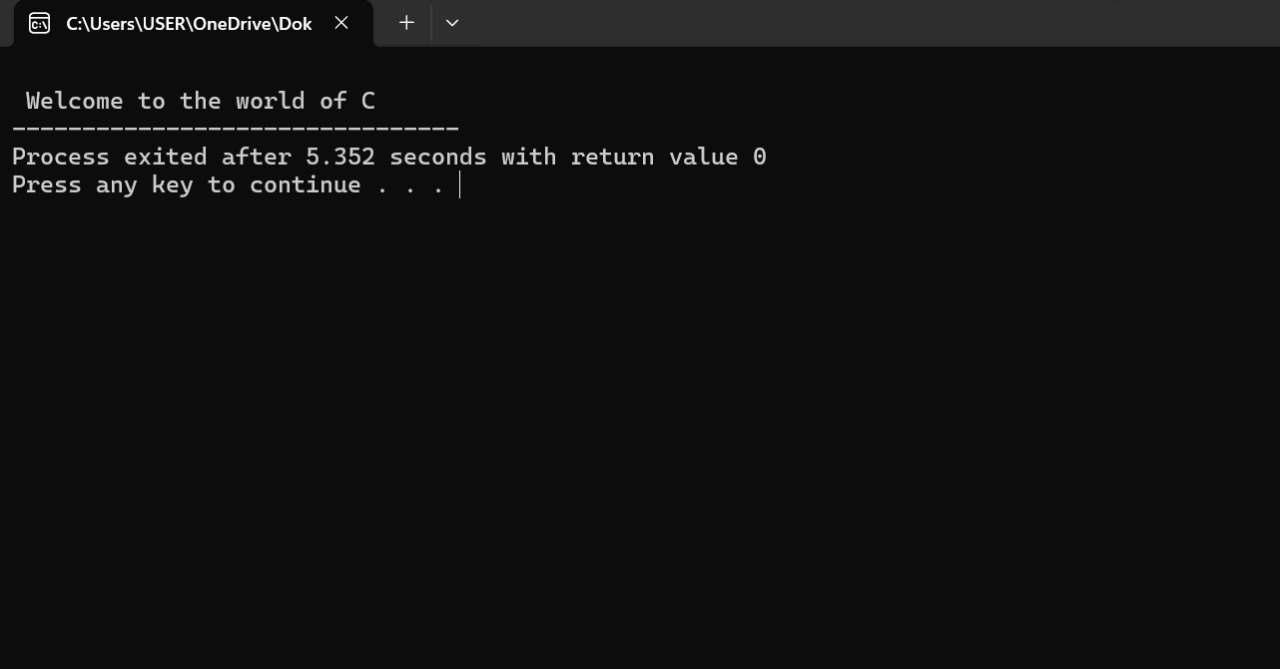 C:\Users\USER\OneDrive\Dok
Welcome to the world of C
--------------------------------
Process exited after 5.352 seconds with return value 0
Press any key to continue . . .